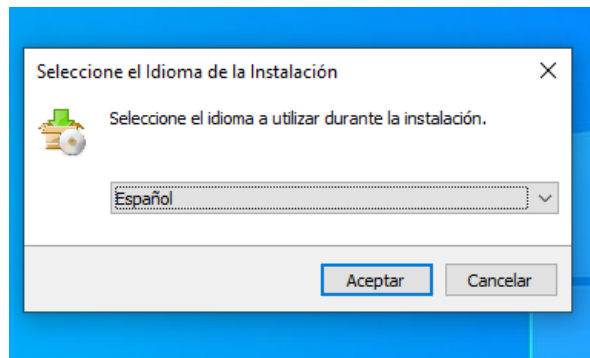 Seleccione el Idioma de la Instalación
Seleccione el idioma a utilizar durante la instalación.
Español
Aceptar
Cancelar